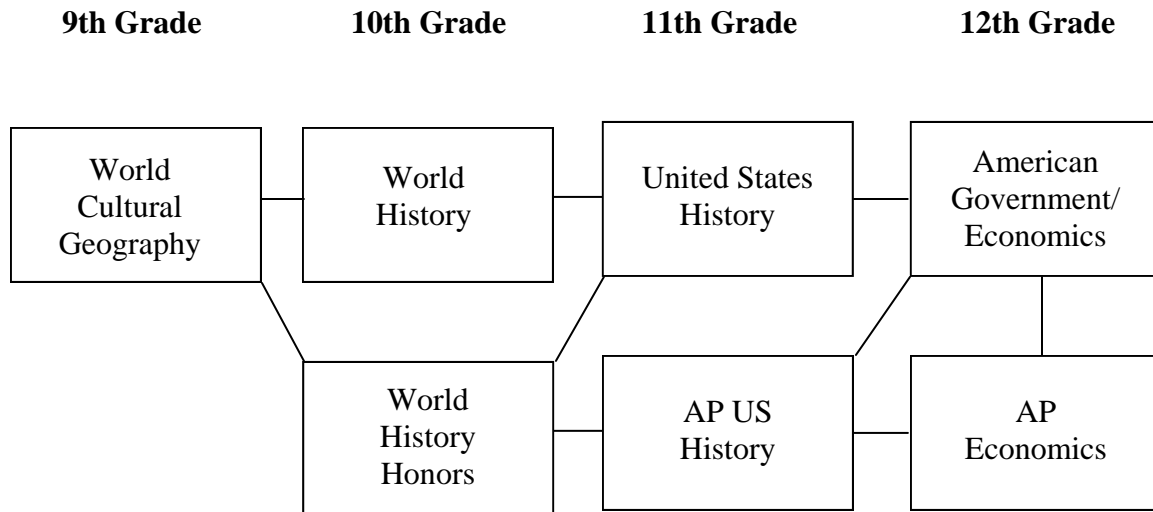 9th Grade 10th Grade 11th Grade 12th Grade
World
Cultural
Geography
World
History
United States
History
American
Government/
Economics
World
History
Honors
AP US
History
AP
Economics